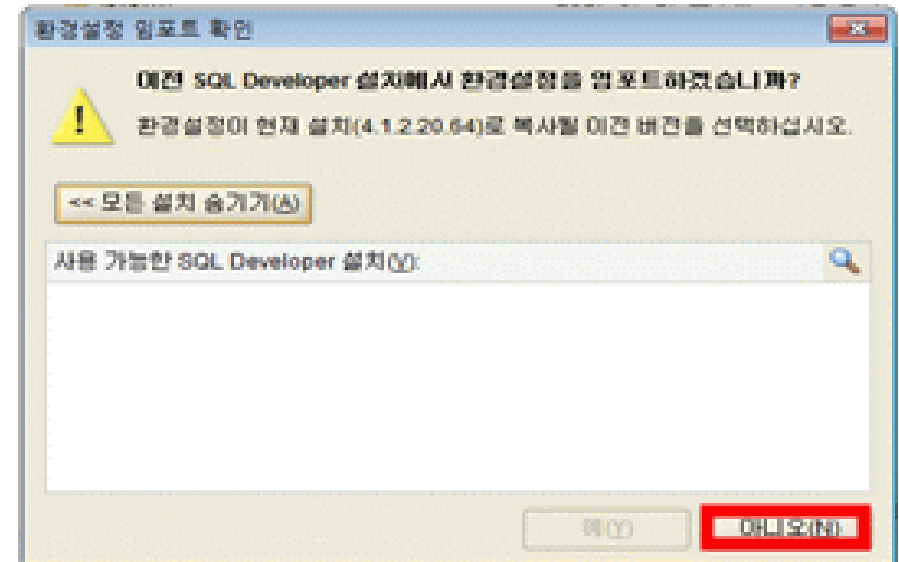 환경설정 임포트 확인
이전 SQL Developer 설치에서 환경설정을 임포트하겠습니까?
환경설정이 현재 설치(4.1.2.20.64)로 복사될 이전 버전을 선택하십시오.
<< 모든 설치 숨기기(A)
사용 가능한 SQL Developer 설치(V):
예(Y) 아니오(N)